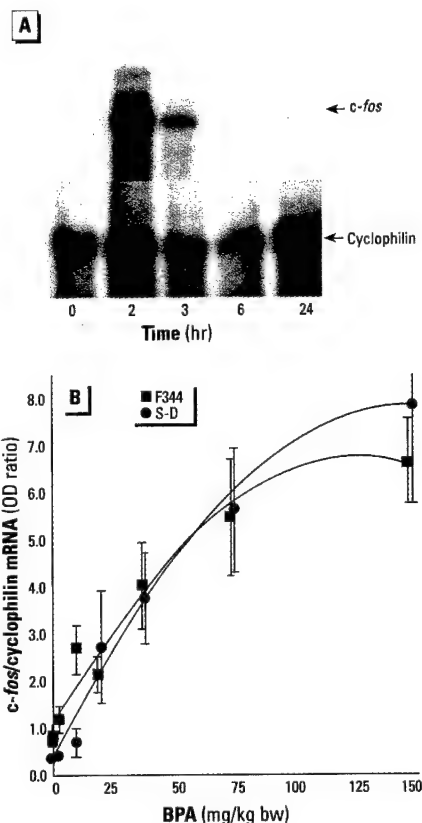 A
c-fos
Cyclophilin
0 2 3 6 24
Time (hr)
B
F344
S-D
c-fos/cyclophilin mRNA (OD ratio)
8.0
7.0
6.0
5.0
4.0
3.0
2.0
1.0
0.0
0 25 50 75 100 125 150
BPA (mg/kg bw)